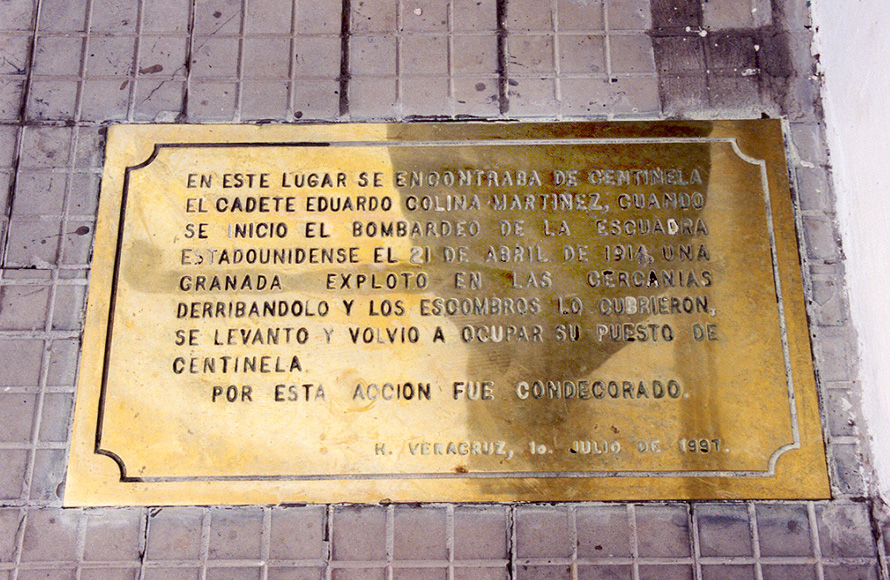 EN ESTE LUGAR SE ENCONTRABA DE CENTINELA
EL CADETE EDUARDO COLINA MARTINEZ, CUANDO
SE INICIO EL BOMBARDEO DE LA ESCUADRA
ESTADOUNIDENSE EL 21 DE ABRIL DE 1914, UNA
GRANADA EXPLOTO EN LAS CERCANIAS
DERRIBANDOLO Y LOS ESCOMBROS LO CUBRIERON,
SE LEVANTO Y VOLVIO A OCUPAR SU PUESTO DE
CENTINELA.
POR ESTA ACCION FUE CONDECORADO.
H. VERACRUZ, 1o. JULIO DE 1997.